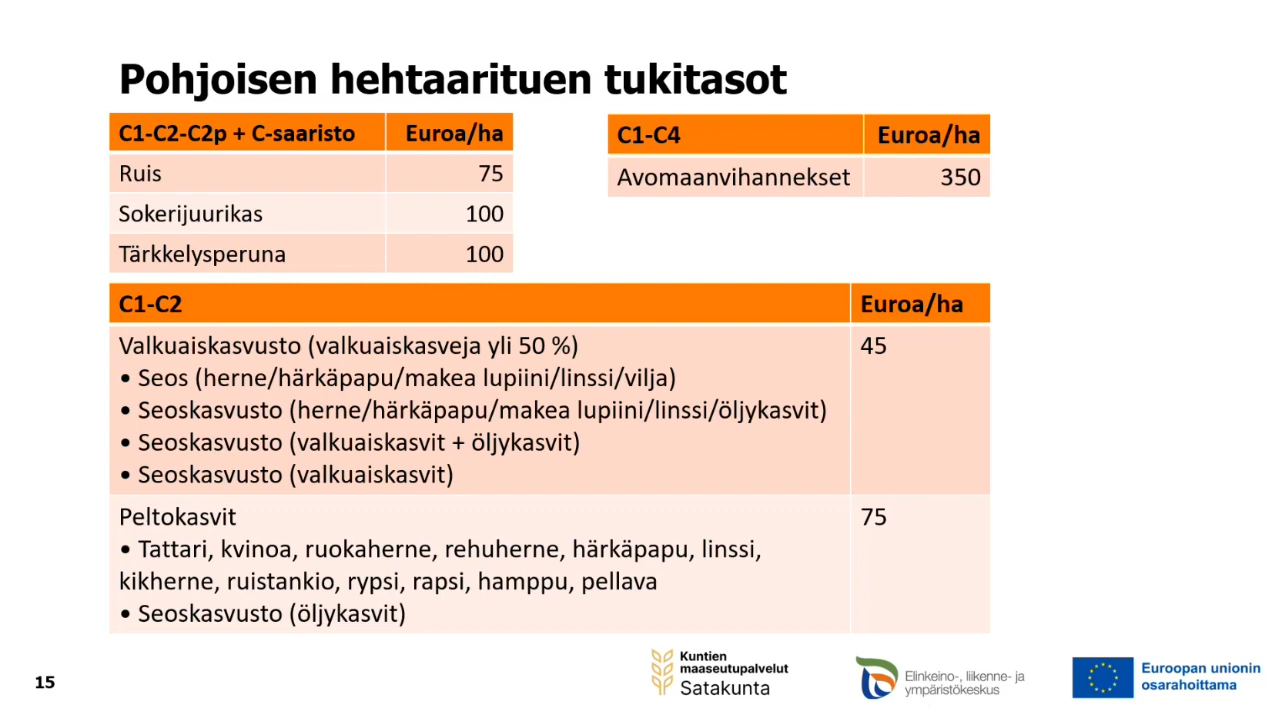 Pohjoisen hehtaarituen tukitasot
C1-C2-C2p + C-saaristo Euroa/ha
Ruis 75
Sokerijuurikas 100
Tärkkelysperuna 100
C1-C4 Euroa/ha
Avomaanvihannekset 350
C1-C2 Euroa/ha
Valkuaiskasvusto (valkuaiskasveja yli 50 %) 45
• Seos (herne/härkäpapu/makea lupiini/linssi/vilja)
• Seoskasvusto (herne/härkäpapu/makea lupiini/linssi/öljykasvit)
• Seoskasvusto (valkuaiskasvit + öljykasvit)
• Seoskasvusto (valkuaiskasvit)
Peltokasvit 75
• Tattari, kvinoa, ruokaherne, rehuherne, härkäpapu, linssi,
kikherne, ruistankio, rypsi, rapsi, hamppu, pellava
• Seoskasvusto (öljykasvit)
15
Kuntien
maaseutupalvelut
Satakunta
Elinkeino-, liikenne- ja
ympäristökeskus
Euroopan unionin
osarahoittama